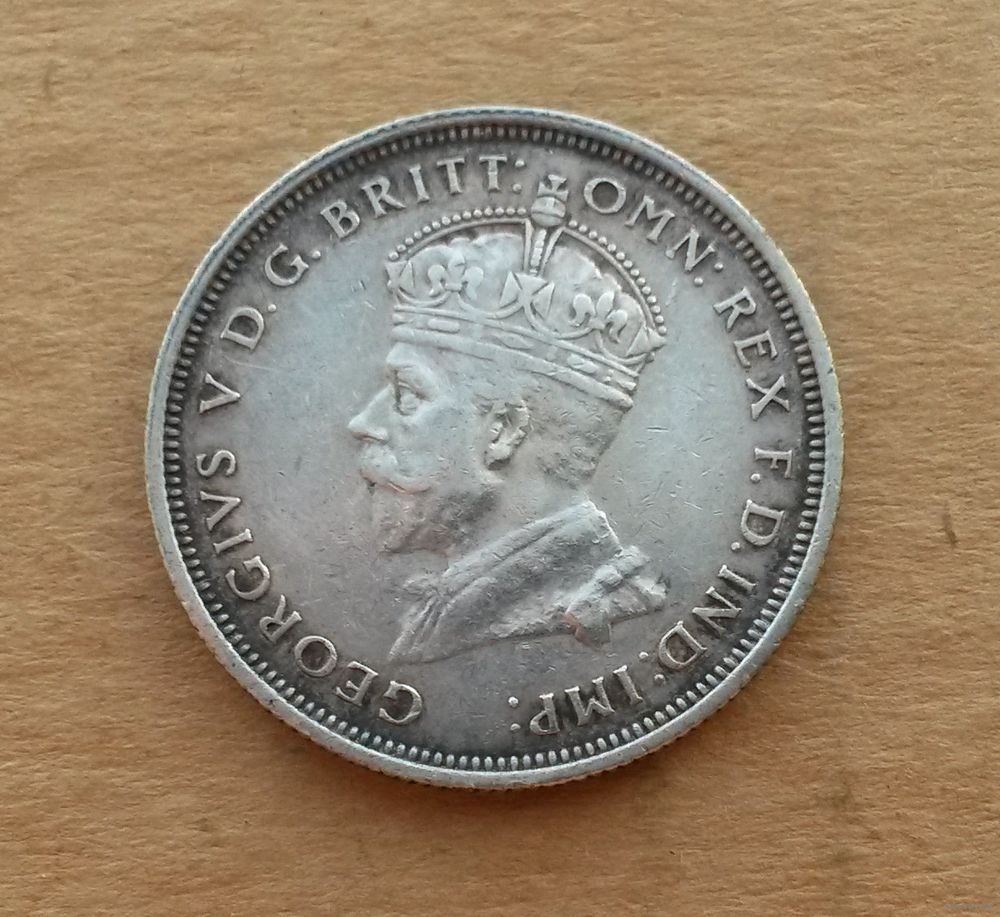 GEORGIVS V D.G. BRITT: OMN: REX F.D. IND: IMP: